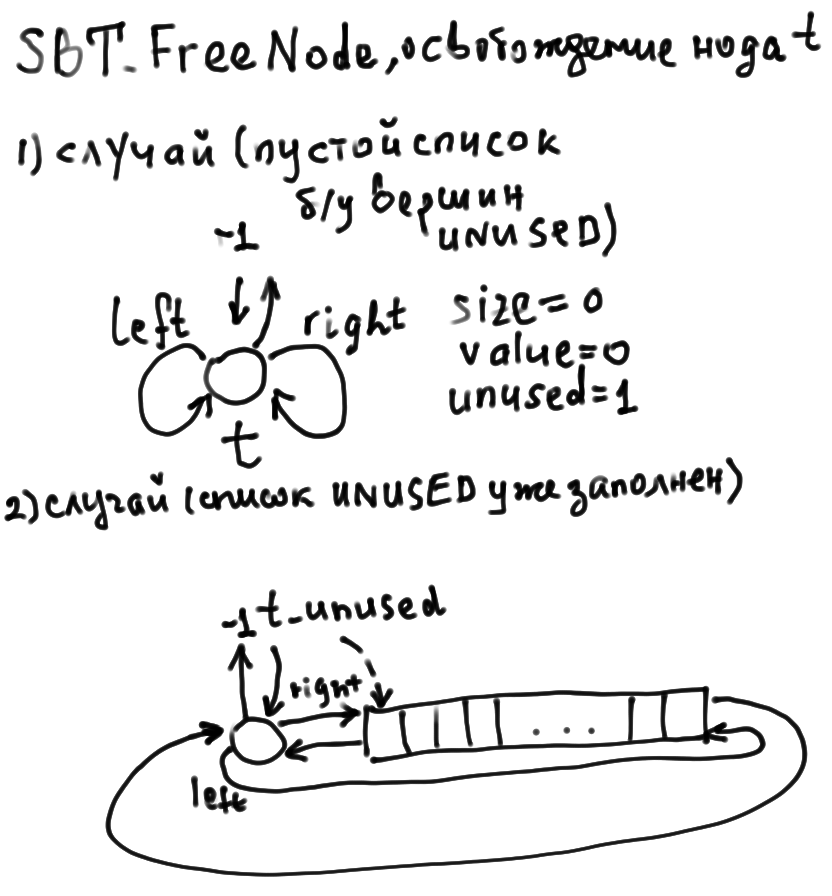 SBT_FreeNode, освобождение нода t
1) случай (пустой список
б/у вершин
UNUSED)
-1
left
right
size = 0
value=0
unused=1
t
2) случай (список UNUSED уже заполнен)
-1 t_unused
right
. . .
left